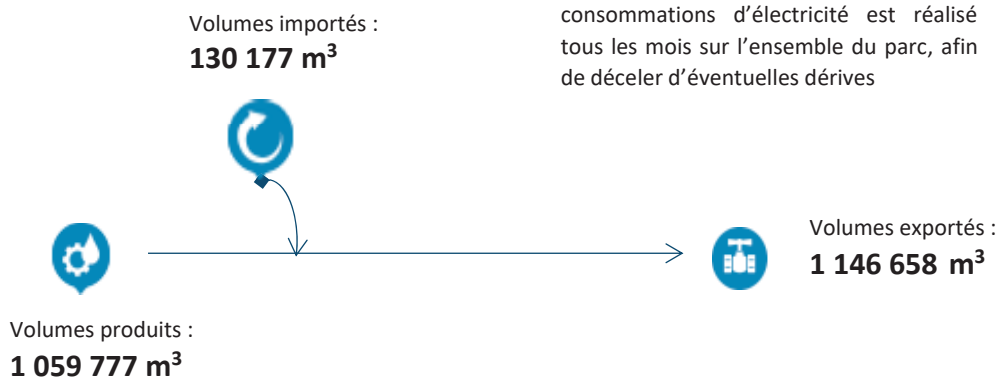 Volumes importés :
130 177 m³
consommations d’électricité est réalisé
tous les mois sur l’ensemble du parc, afin
de déceler d’éventuelles dérives
Volumes exportés :
1 146 658 m³
Volumes produits :
1 059 777 m³